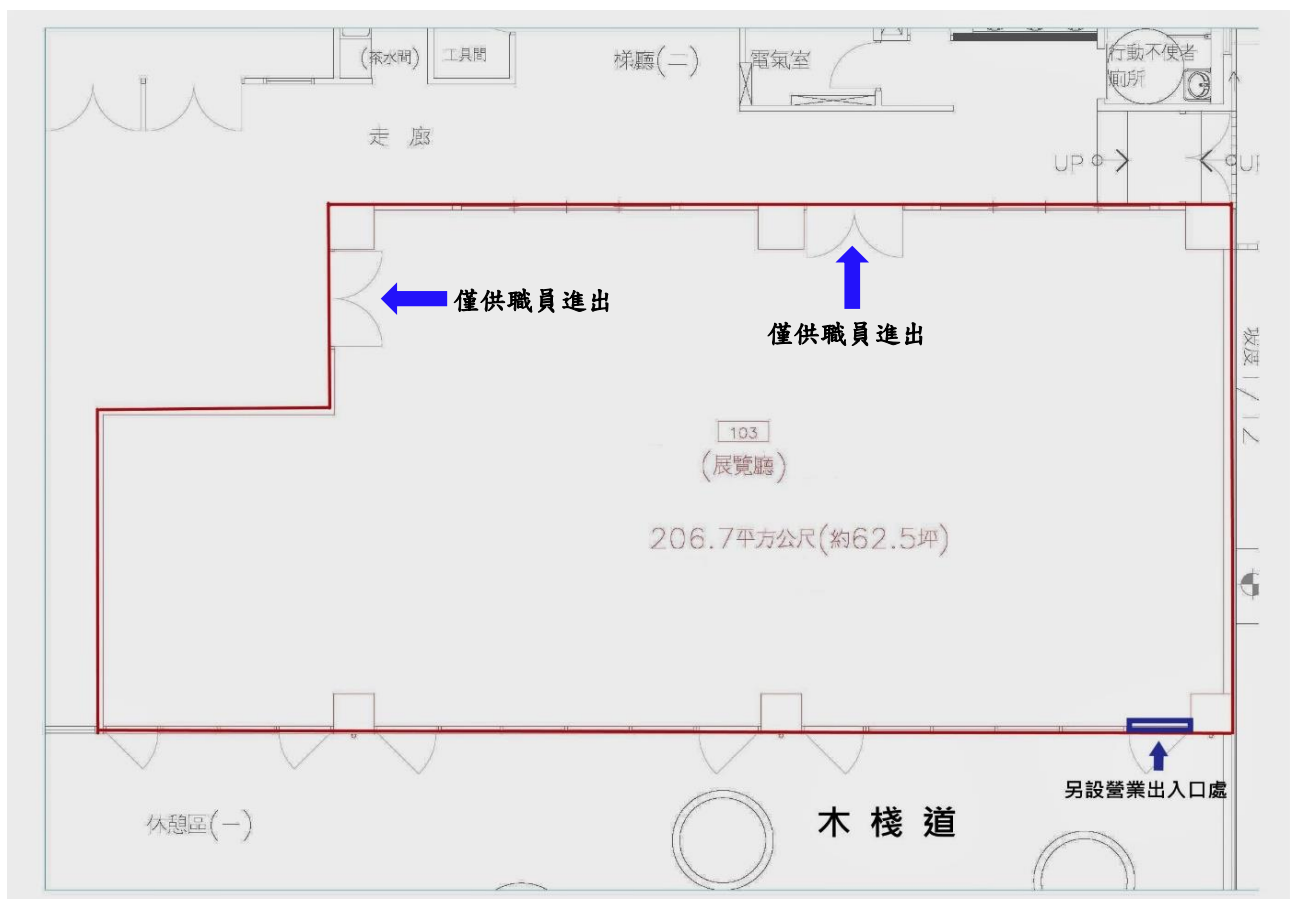 (茶水間)
工具間
梯廳(二)
電氣室
行動不便者
廁所
走 廊
UP
UP
僅供職員進出
僅供職員進出
坡度1/12
103
(展覽廳)
206.7平方公尺(約62.5坪)
另設營業出入口處
休憩區(一)
木 棧 道